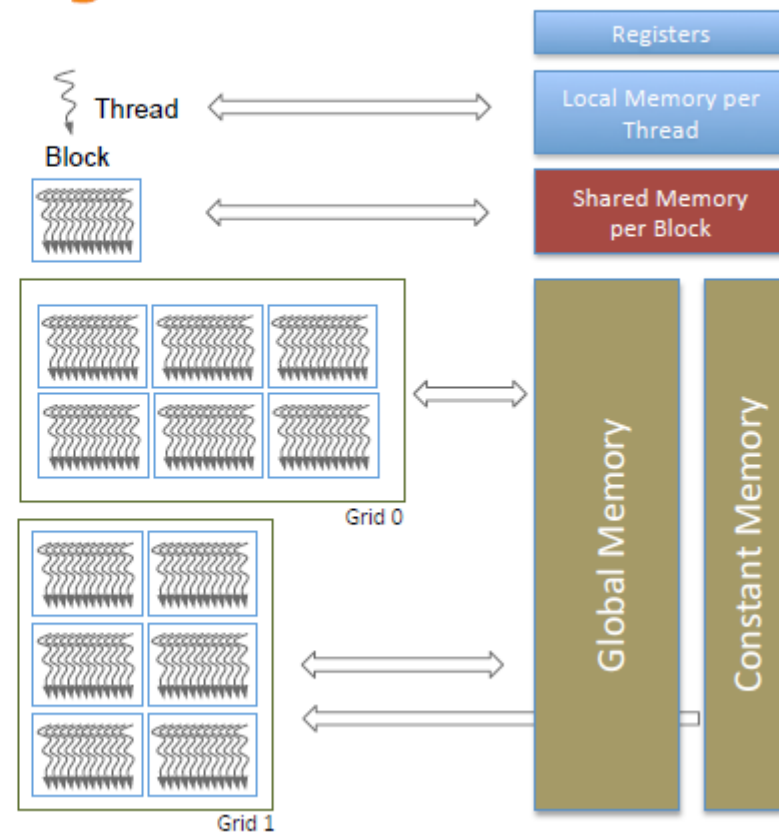 Registers
Thread
Local Memory per
Thread
Block
Shared Memory
per Block
Grid 0
Global Memory
Constant Memory
Grid 1